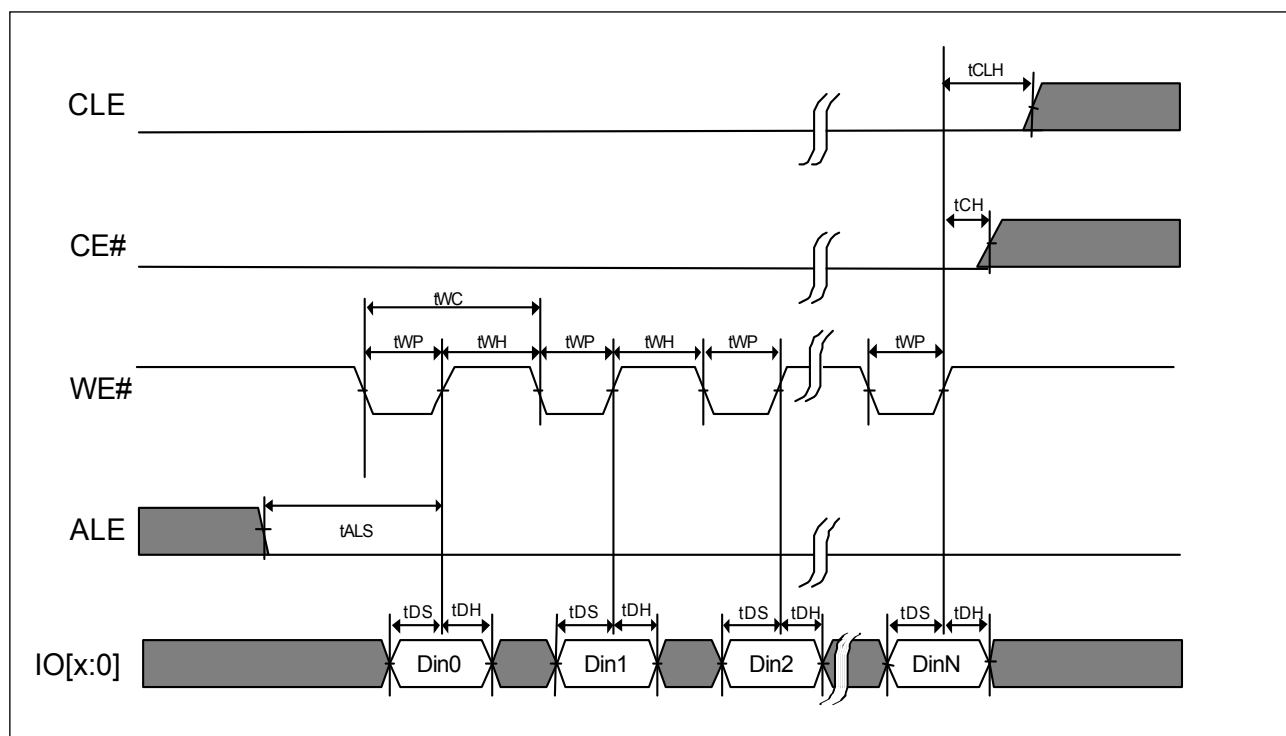 tCLH
CLE
tCH
CE#
tWC
tWP tWH tWP tWH tWP tWP
WE#
ALE
tALS
tDS tDH tDS tDH tDS tDH tDS tDH
IO[x:0] Din0 Din1 Din2 DinN